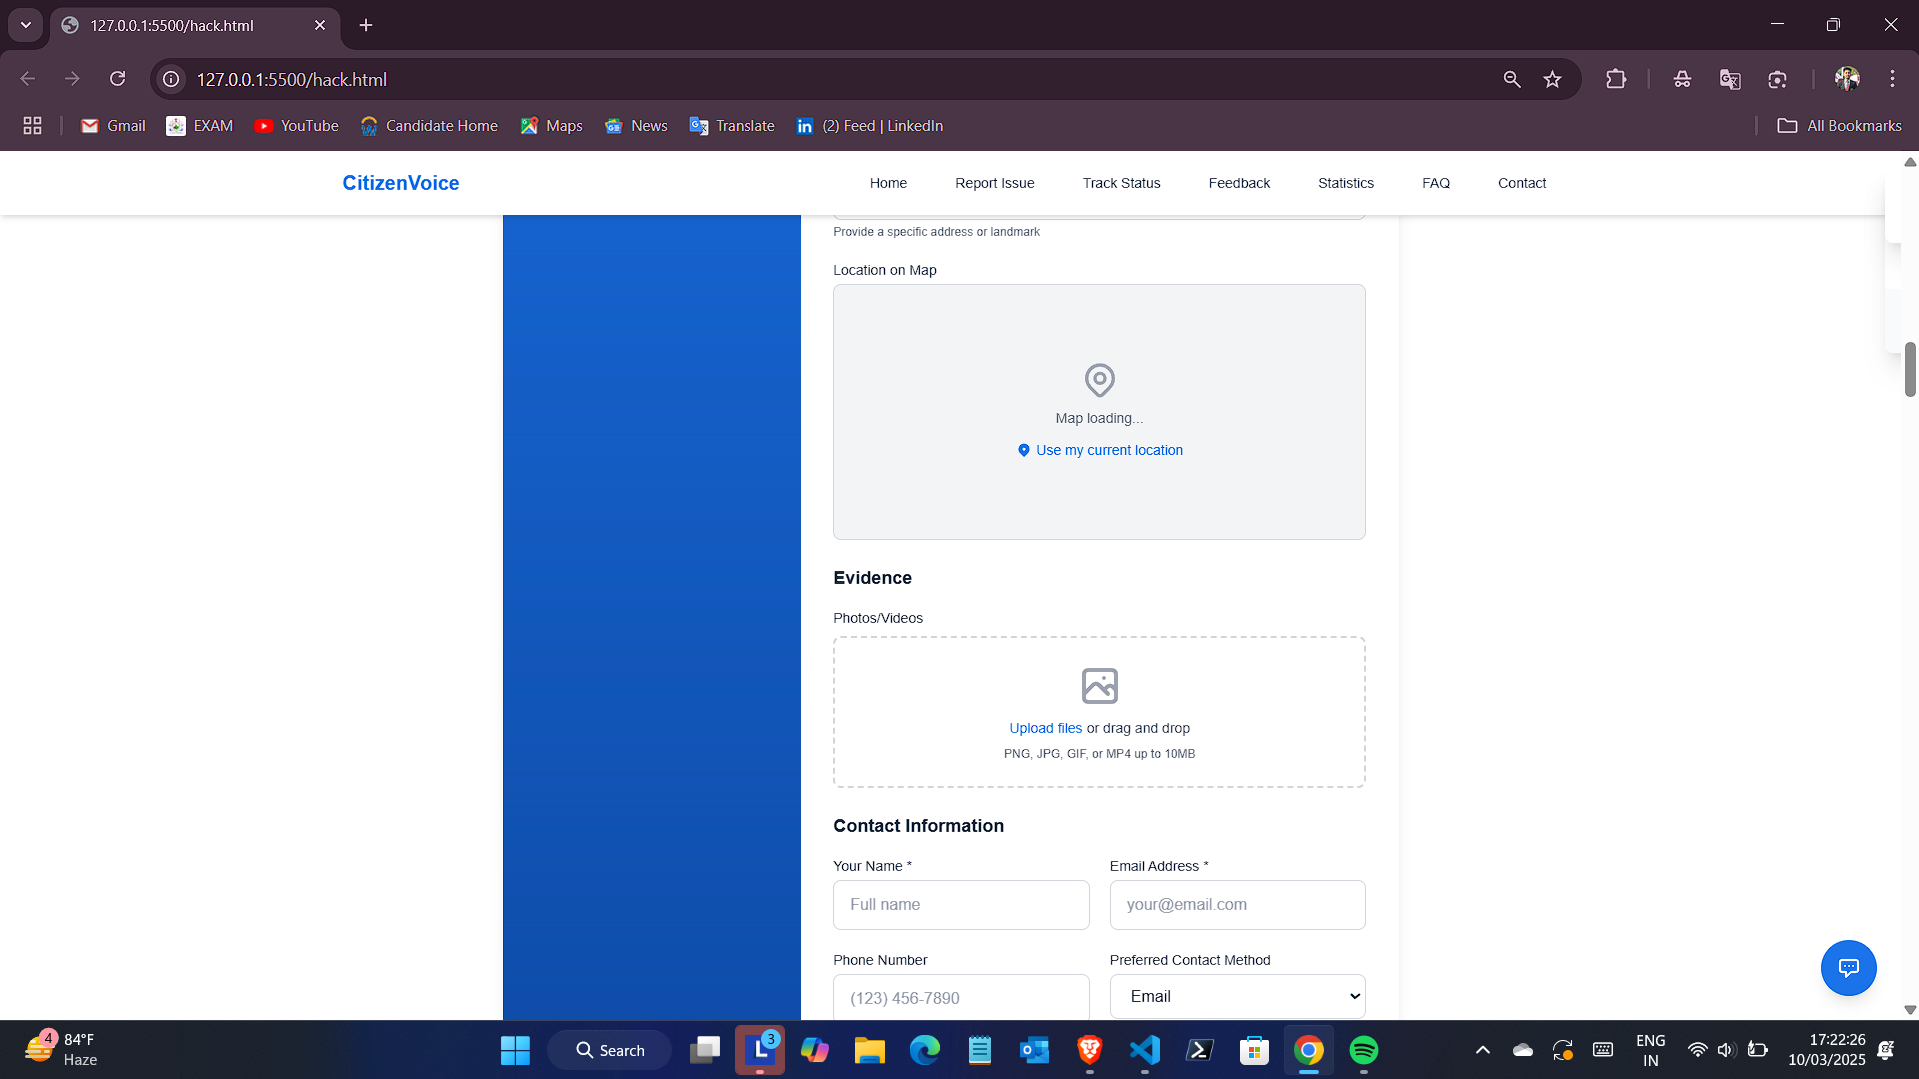 127.0.0.1:5500/hack.html
127.0.0.1:5500/hack.html
Gmail EXAM YouTube Candidate Home Maps News Translate (2) Feed | LinkedIn All Bookmarks
CitizenVoice Home Report Issue Track Status Feedback Statistics FAQ Contact
Provide a specific address or landmark
Location on Map
Map loading...
Use my current location
Evidence
Photos/Videos
Upload files or drag and drop
PNG, JPG, GIF, or MP4 up to 10MB
Contact Information
Your Name * Email Address *
Full name your@email.com
Phone Number Preferred Contact Method
(123) 456-7890 Email
4 84°F
Haze
Search
L 3
ENG
IN
17:22:26
10/03/2025